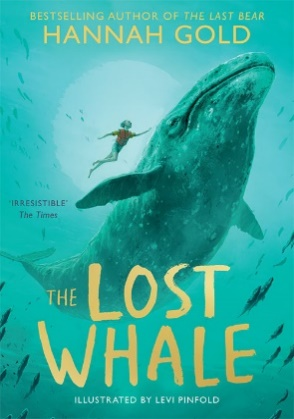 BESTSELLING AUTHOR OF THE LAST BEAR
HANNAH GOLD
'IRRESISTIBLE'
The Times
THE LOST
WHALE
ILLUSTRATED BY LEVI PINFOLD